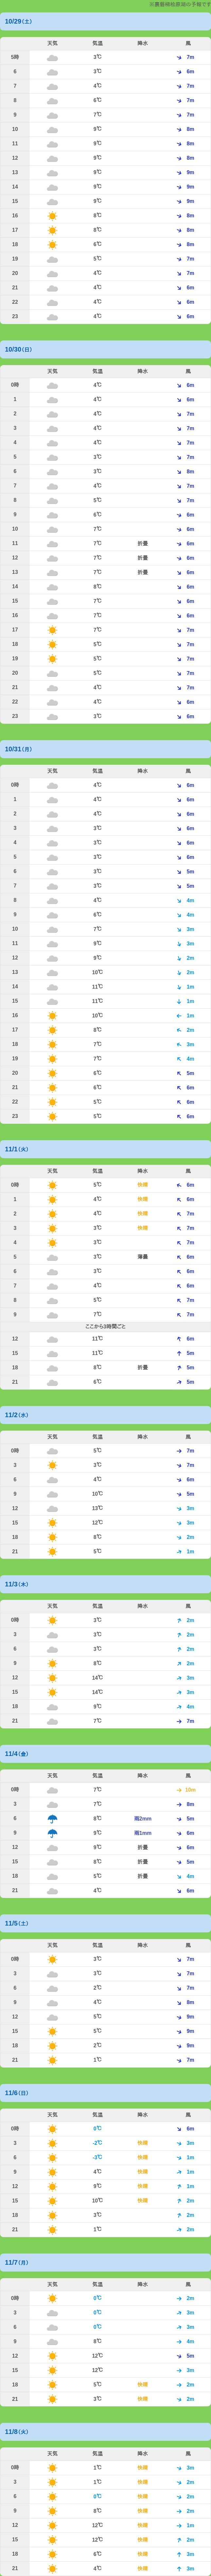 ※裏磐梯桧原湖の予報です
10/29(土)
天気 気温 降水 風
5時 3℃ 7m
6 3℃ 6m
7 4℃ 7m
8 6℃ 7m
9 7℃ 7m
10 9℃ 8m
11 9℃ 8m
12 9℃ 8m
13 9℃ 9m
14 9℃ 9m
15 9℃ 9m
16 8℃ 8m
17 8℃ 8m
18 6℃ 8m
19 5℃ 7m
20 4℃ 7m
21 4℃ 6m
22 4℃ 6m
23 4℃ 6m
10/30(日)
天気 気温 降水 風
0時 4℃ 6m
1 4℃ 6m
2 4℃ 7m
3 4℃ 7m
4 4℃ 7m
5 3℃ 7m
6 3℃ 8m
7 4℃ 7m
8 5℃ 7m
9 6℃ 6m
10 7℃ 6m
11 7℃ 折曇 6m
12 7℃ 折曇 6m
13 7℃ 折曇 6m
14 8℃ 6m
15 7℃ 6m
16 7℃ 6m
17 7℃ 7m
18 5℃ 7m
19 5℃ 7m
20 5℃ 7m
21 4℃ 7m
22 4℃ 6m
23 3℃ 6m
10/31(月)
天気 気温 降水 風
0時 4℃ 6m
1 4℃ 6m
2 4℃ 6m
3 3℃ 6m
4 3℃ 6m
5 3℃ 6m
6 3℃ 5m
7 3℃ 5m
8 4℃ 4m
9 6℃ 4m
10 7℃ 3m
11 9℃ 3m
12 9℃ 2m
13 10℃ 2m
14 11℃ 1m
15 11℃ 1m
16 10℃ 1m
17 8℃ 2m
18 7℃ 3m
19 7℃ 4m
20 6℃ 5m
21 6℃ 6m
22 5℃ 6m
23 5℃ 6m
11/1(火)
天気 気温 降水 風
0時 5℃ 快晴 6m
1 4℃ 快晴 6m
2 4℃ 快晴 7m
3 3℃ 快晴 7m
4 3℃ 7m
5 3℃ 薄曇 6m
6 3℃ 6m
7 4℃ 6m
8 5℃ 7m
9 7℃ 7m
ここから3時間ごと
12 11℃ 6m
15 11℃ 5m
18 8℃ 折曇 5m
21 6℃ 5m
11/2(水)
天気 気温 降水 風
0時 5℃ 7m
3 3℃ 7m
6 4℃ 6m
9 10℃ 5m
12 13℃ 3m
15 12℃ 3m
18 8℃ 2m
21 5℃ 1m
11/3(木)
天気 気温 降水 風
0時 3℃ 2m
3 3℃ 2m
6 3℃ 2m
9 8℃ 2m
12 14℃ 3m
15 14℃ 3m
18 9℃ 4m
21 7℃ 7m
11/4(金)
天気 気温 降水 風
0時 7℃ 10m
3 7℃ 8m
6 8℃ 雨2mm 5m
9 9℃ 雨1mm 6m
12 9℃ 折曇 6m
15 8℃ 折曇 5m
18 5℃ 折曇 4m
21 4℃ 6m
11/5(土)
天気 気温 降水 風
0時 3℃ 7m
3 3℃ 7m
6 2℃ 7m
9 4℃ 8m
12 5℃ 9m
15 5℃ 9m
18 2℃ 9m
21 1℃ 7m
11/6(日)
天気 気温 降水 風
0時 0℃ 6m
3 -2℃ 快晴 3m
6 -3℃ 快晴 1m
9 4℃ 快晴 1m
12 9℃ 快晴 1m
15 10℃ 快晴 2m
18 3℃ 2m
21 1℃ 2m
11/7(月)
天気 気温 降水 風
0時 0℃ 2m
3 0℃ 3m
6 0℃ 3m
9 8℃ 4m
12 12℃ 5m
15 12℃ 3m
18 5℃ 快晴 2m
21 3℃ 快晴 2m
11/8(火)
天気 気温 降水 風
0時 1℃ 快晴 3m
3 1℃ 快晴 2m
6 0℃ 快晴 2m
9 8℃ 快晴 2m
12 12℃ 快晴 1m
15 12℃ 快晴 2m
18 6℃ 快晴 3m
21 4℃ 快晴 3m